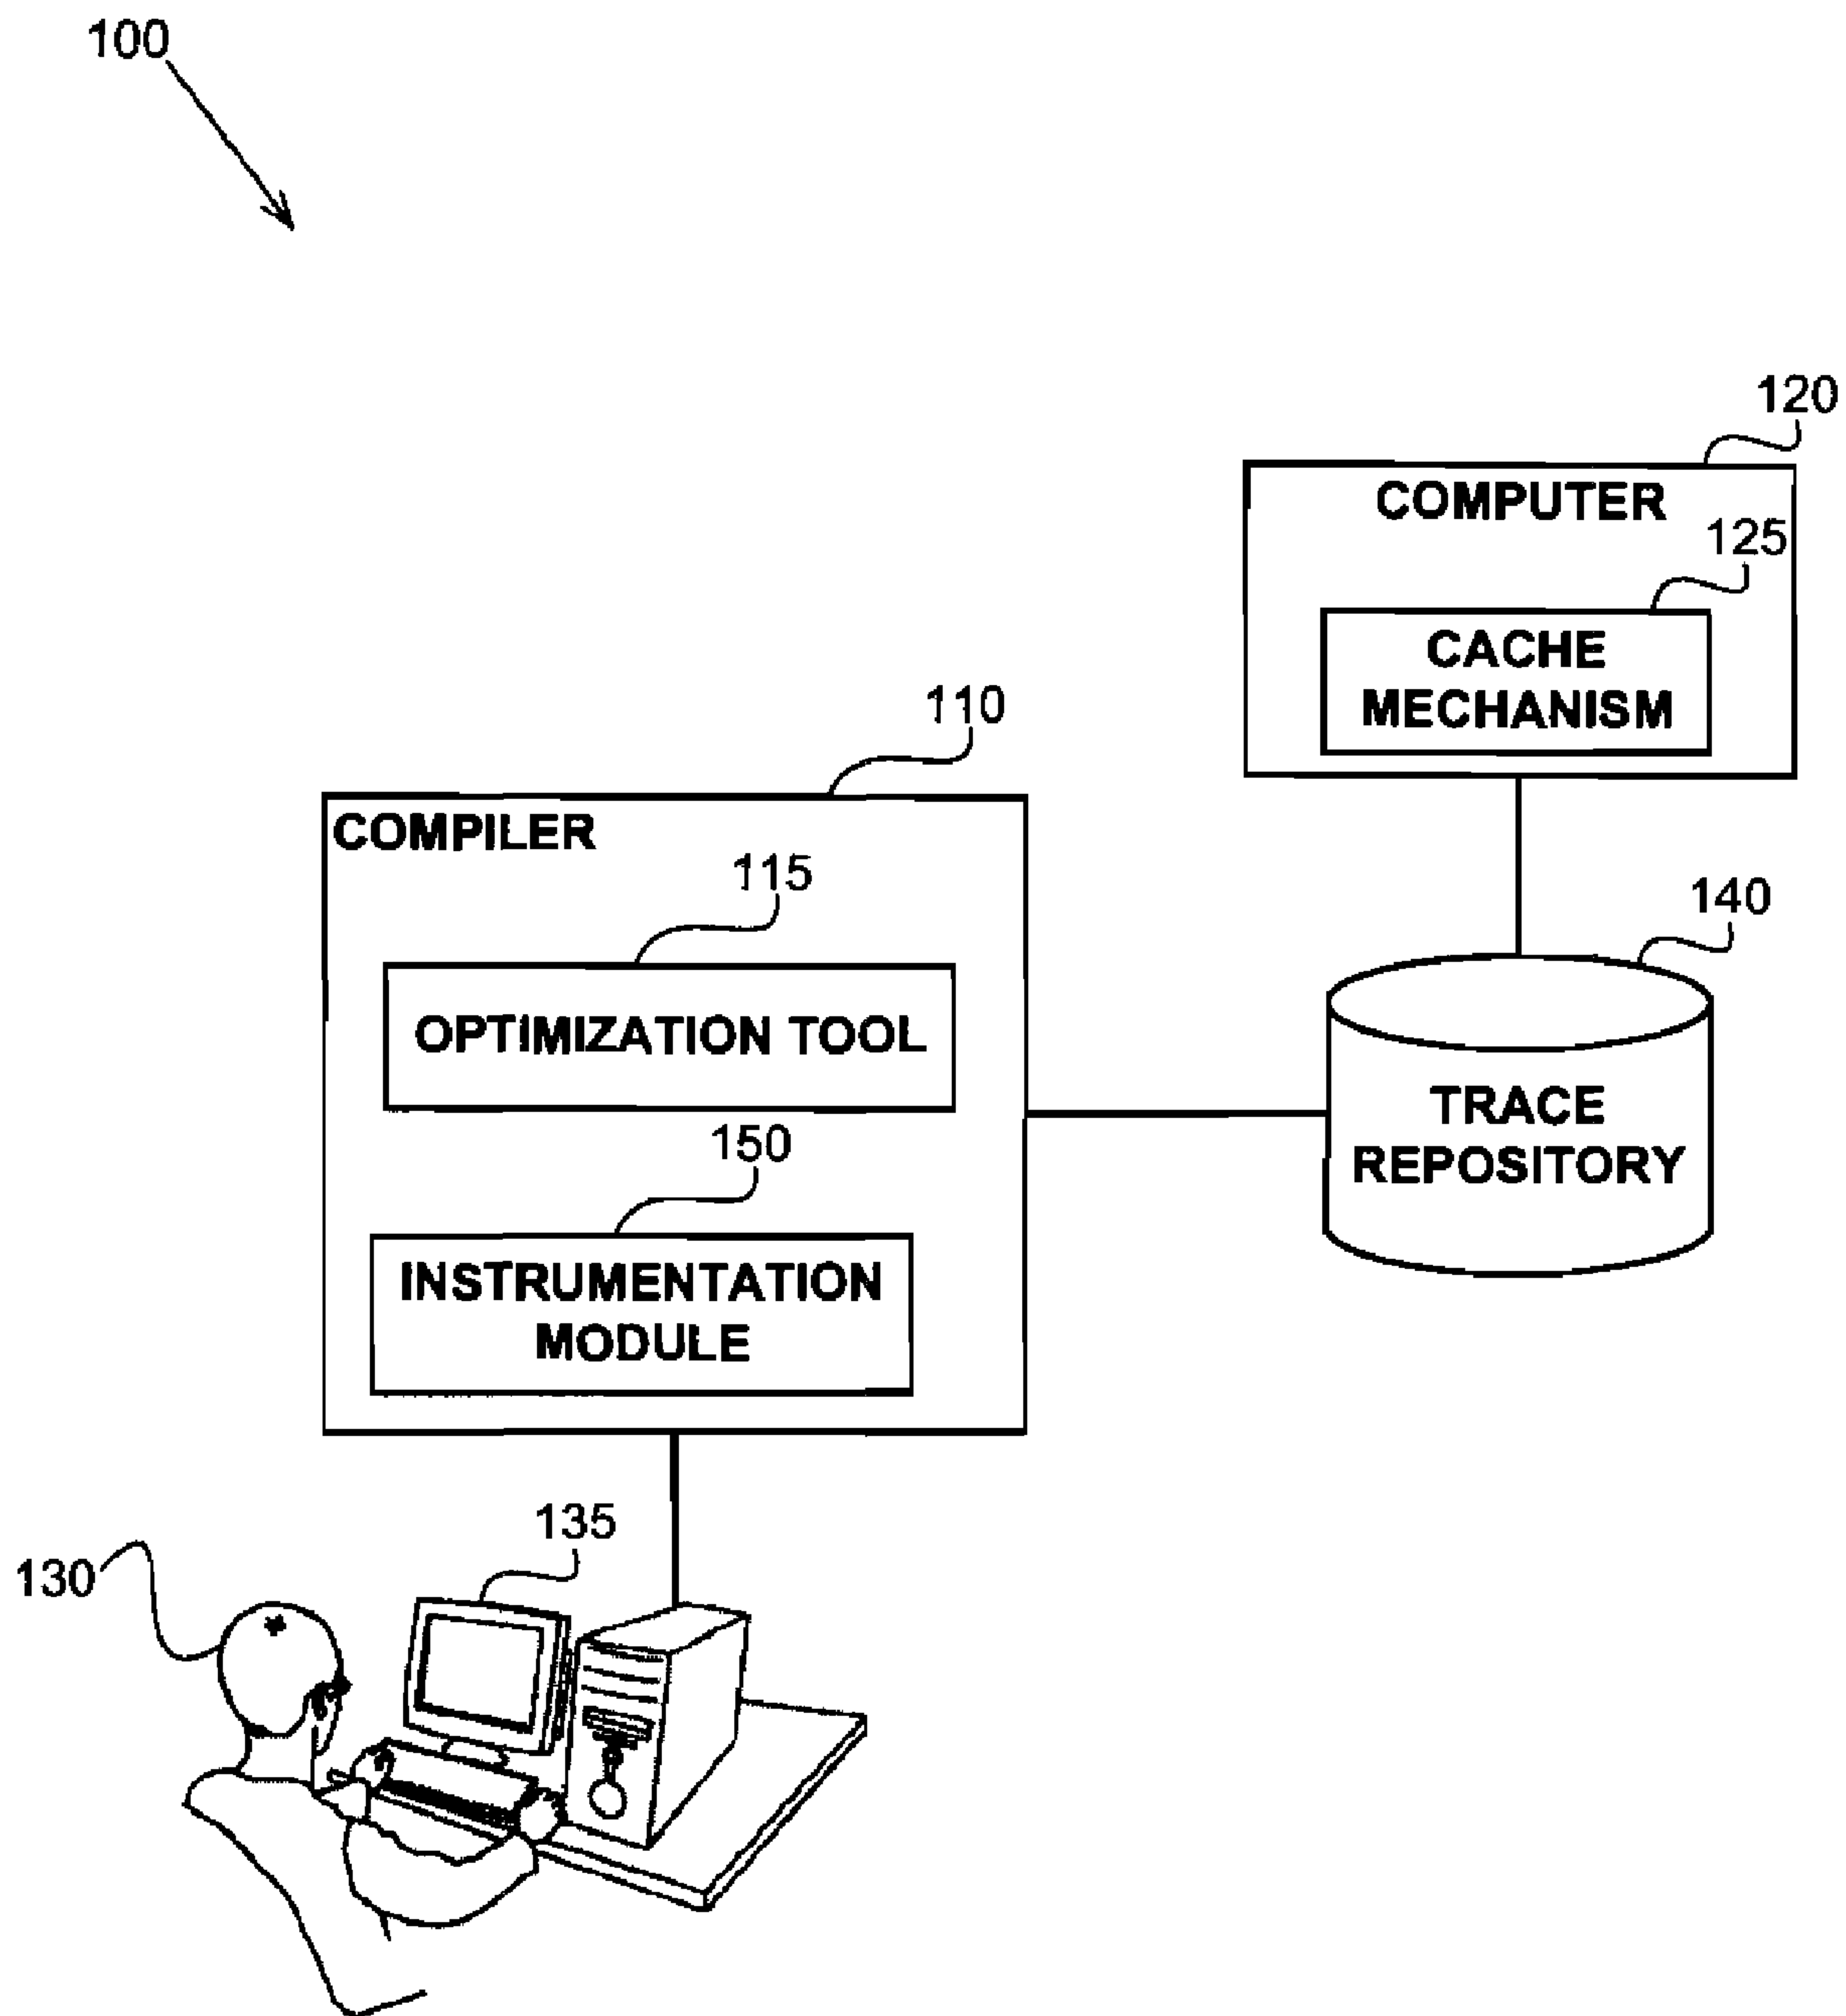 100
120
COMPUTER
125
CACHE
MECHANISM
110
COMPILER
115
OPTIMIZATION TOOL
150
INSTRUMENTATION
MODULE
140
TRACE
REPOSITORY
135
130